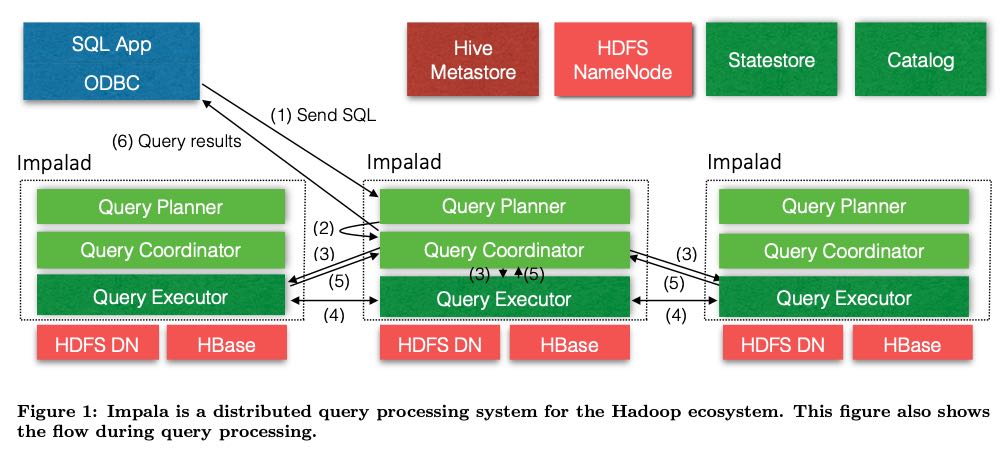 SQL App
ODBC
Hive
Metastore
HDFS
NameNode
Statestore
Catalog
(1) Send SQL
(6) Query results
Impalad
Impalad
Impalad
Query Planner
Query Planner
Query Planner
(2)
Query Coordinator
Query Coordinator
Query Coordinator
(3)
(3)
(5)
(3)
(5)
(5)
Query Executor
Query Executor
Query Executor
(4)
(4)
HDFS DN
HBase
HDFS DN
HBase
HDFS DN
HBase
Figure 1: Impala is a distributed query processing system for the Hadoop ecosystem. This figure also shows
the flow during query processing.